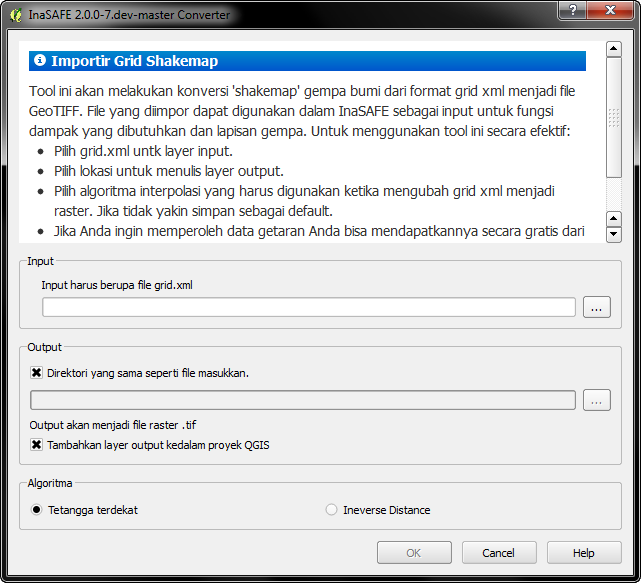 InaSAFE 2.0.0-7.dev-master Converter
Importir Grid Shakemap
Tool ini akan melakukan konversi 'shakemap' gempa bumi dari format grid xml menjadi file
GeoTIFF. File yang diimpor dapat digunakan dalam InaSAFE sebagai input untuk fungsi
dampak yang dibutuhkan dan lapisan gempa. Untuk menggunakan tool ini secara efektif:
• Pilih grid.xml untk layer input.
• Pilih lokasi untuk menulis layer output.
• Pilih algoritma interpolasi yang harus digunakan ketika mengubah grid xml menjadi
raster. Jika tidak yakin simpan sebagai default.
• Jika Anda ingin memperoleh data getaran Anda bisa mendapatkannya secara gratis dari
Input
Input harus berupa file grid.xml
...
Output
Direktori yang sama seperti file masukkan.
...
Output akan menjadi file raster .tif
Tambahkan layer output kedalam proyek QGIS
Algoritma
Tetangga terdekat
Ineverse Distance
OK
Cancel
Help